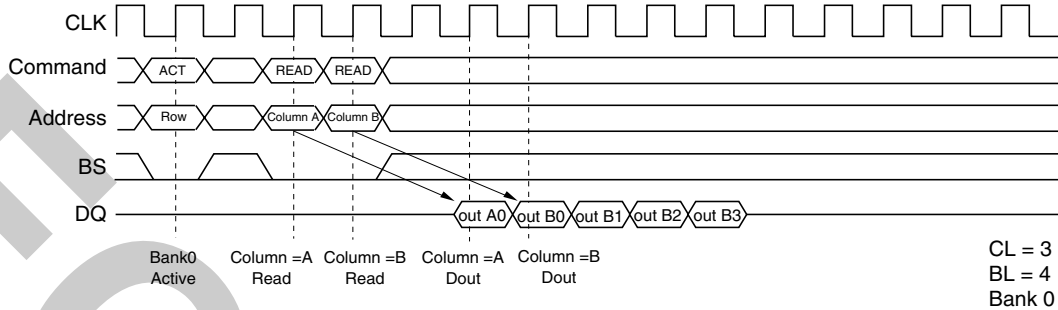 CLK
Command ACT READ READ
Address Row Column A Column B
BS
DQ out A0 out B0 out B1 out B2 out B3
Bank0 Column =A Column =B Column =A Column =B
Active Read Read Dout Dout
CL = 3
BL = 4
Bank 0